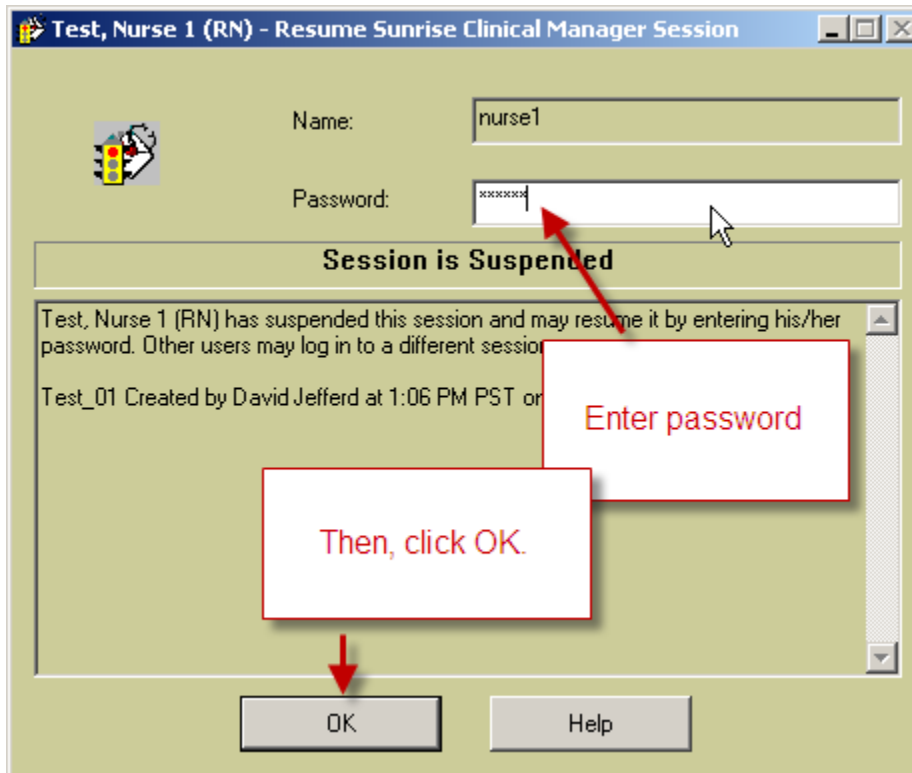 Test, Nurse 1 (RN) - Resume Sunrise Clinical Manager Session
Name:
nurse1
Password:
xxxxxx
Session is Suspended
Test, Nurse 1 (RN) has suspended this session and may resume it by entering his/her
password. Other users may log in to a different session
Test_01 Created by David Jefferd at 1:06 PM PST on
Enter password
Then, click OK.
OK
Help